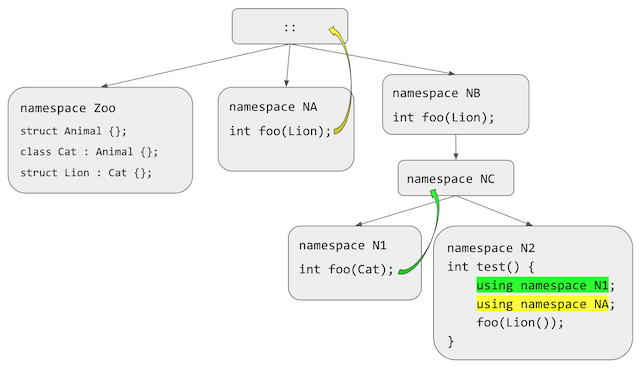 ::
namespace Zoo
struct Animal {};
class Cat : Animal {};
struct Lion : Cat {};
namespace NA
int foo(Lion);
namespace NB
int foo(Lion);
namespace NC
namespace N1
int foo(Cat);
namespace N2
int test() {
    using namespace N1;
    using namespace NA;
    foo(Lion());
}